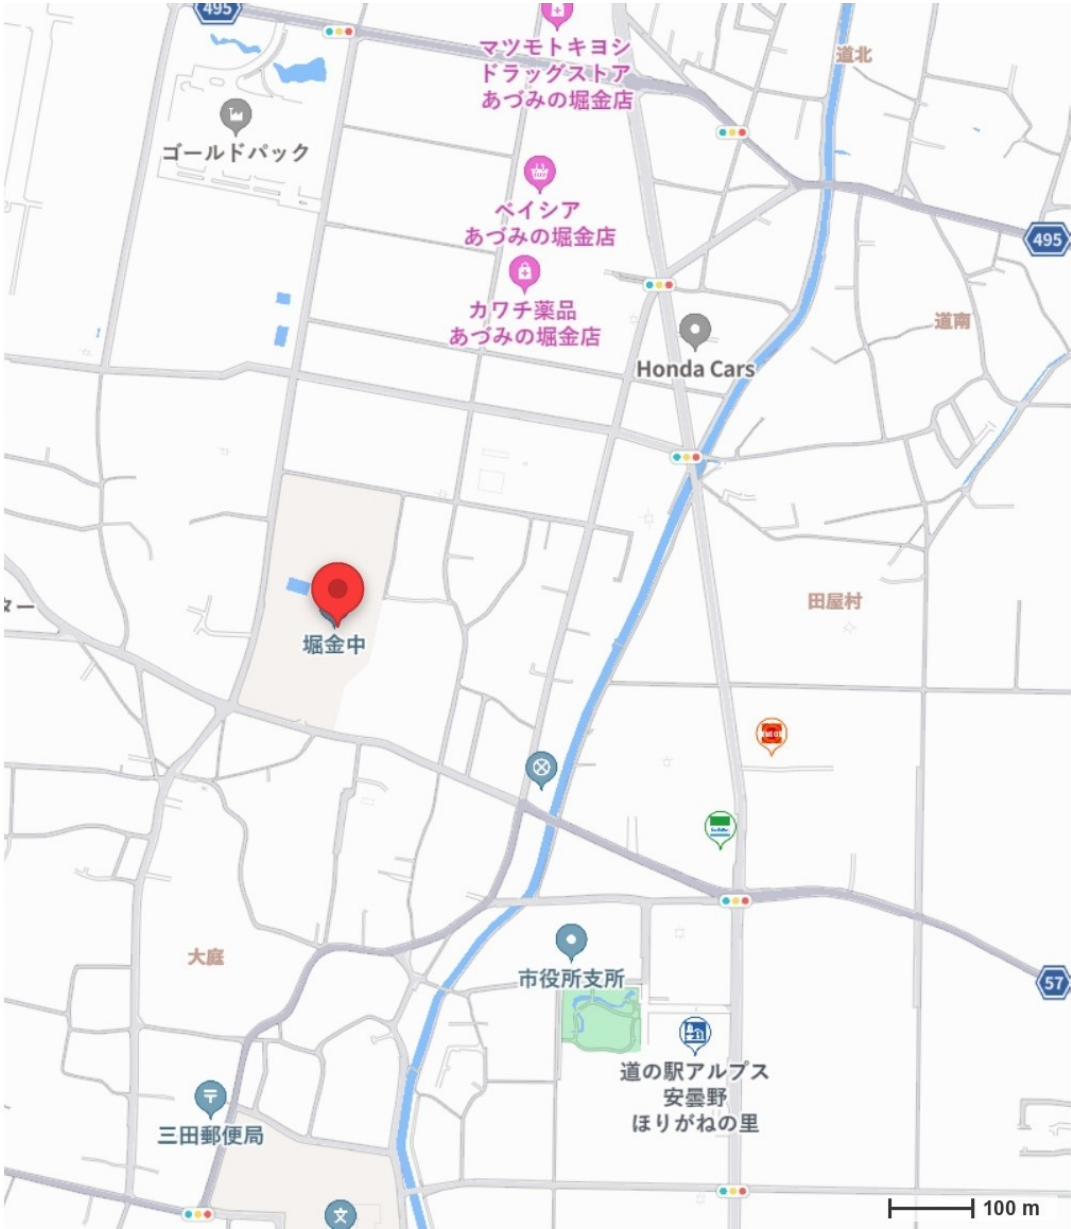 495
マツモトキヨシ
ドラッグストア
あづみの堀金店
道北
ゴールドパック
ベイシア
あづみの堀金店
495
カワチ薬品
あづみの堀金店
道南
Honda Cars
ター
田屋村
堀金中
大庭
市役所支所
57
道の駅アルプス
安曇野
ほりがねの里
〒
三田郵便局
文
100 m